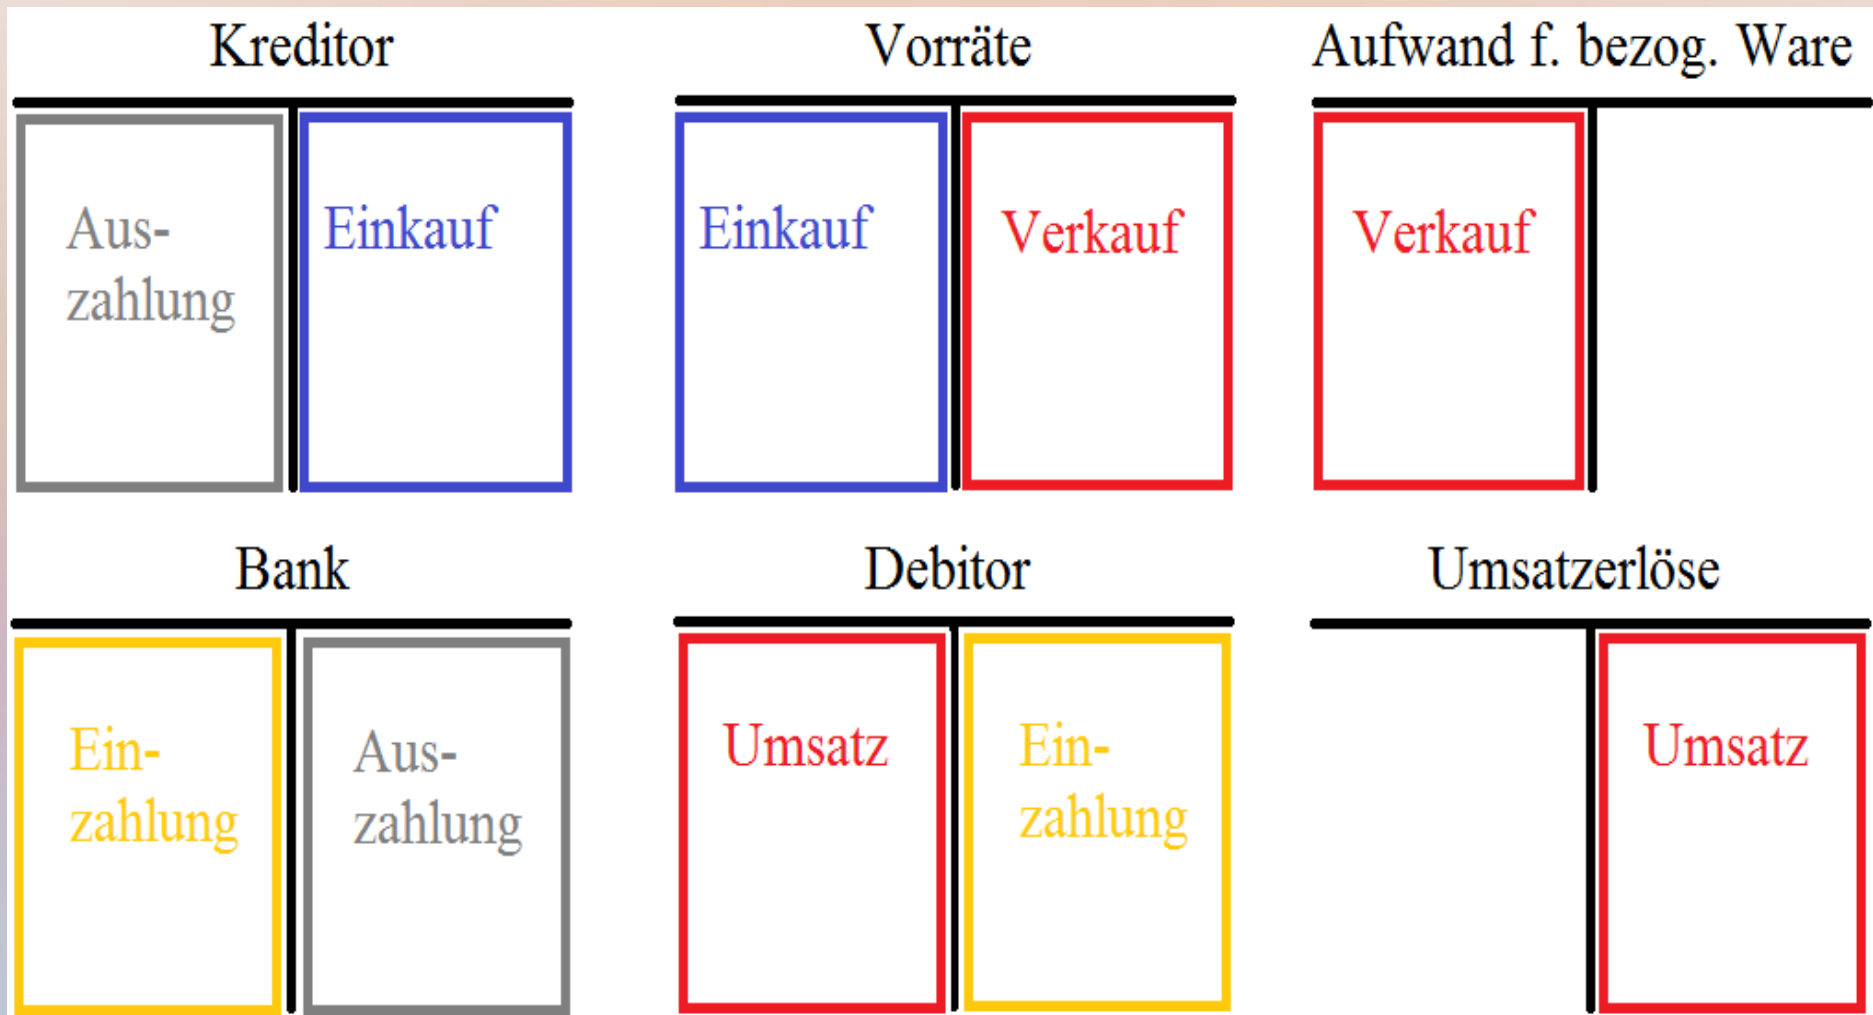 Kreditor
Vorräte
Aufwand f. bezog. Ware
Aus-
zahlung
Einkauf
Einkauf
Verkauf
Verkauf
Bank
Debitor
Umsatzerlöse
Ein-
zahlung
Aus-
zahlung
Umsatz
Ein-
zahlung
Umsatz